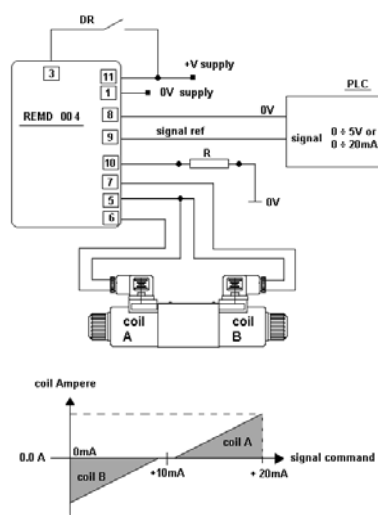 DR
3
11
+V supply
1
0V supply
PLC
REMD 004
8
0V
9
signal ref
signal
0 ÷ 5V or
0 ÷ 20mA
10
R
7
0V
5
6
coil
A
coil
B
coil Ampere
0.0 A
0mA
coil A
signal command
coil B
+10mA
+ 20mA